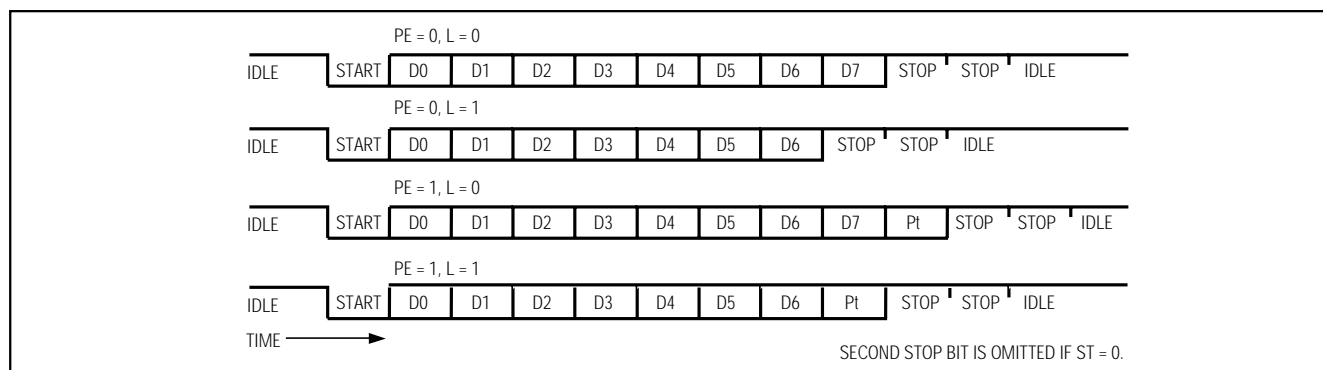 PE = 0, L = 0
IDLE START D0 D1 D2 D3 D4 D5 D6 D7 STOP STOP IDLE
PE = 0, L = 1
IDLE START D0 D1 D2 D3 D4 D5 D6 STOP STOP IDLE
PE = 1, L = 0
IDLE START D0 D1 D2 D3 D4 D5 D6 D7 Pt STOP STOP IDLE
PE = 1, L = 1
IDLE START D0 D1 D2 D3 D4 D5 D6 Pt STOP STOP IDLE
TIME
SECOND STOP BIT IS OMITTED IF ST = 0.